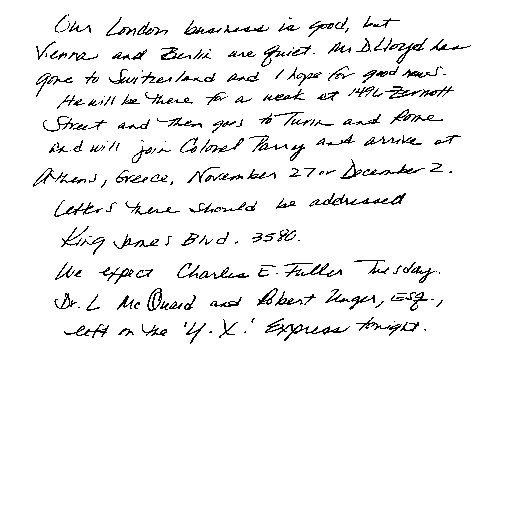 Our London business is good, but
Vienna and Berlin are quiet. Mr D. Lloyd has
gone to Switzerland and I hope for good news.
He will be there for a week at 1496 Zermott
Street and then goes to Turin and Rome
and will join Colonel Parry and arrive at
Athens, Greece, November 27 or December 2.
Letters there should be addressed
King James Blvd. 3580.
We expect Charles E. Fuller Tuesday.
Dr. L McQuaid and Robert Unger, Esq.,
left on the 'Y.X.' Express tonight.